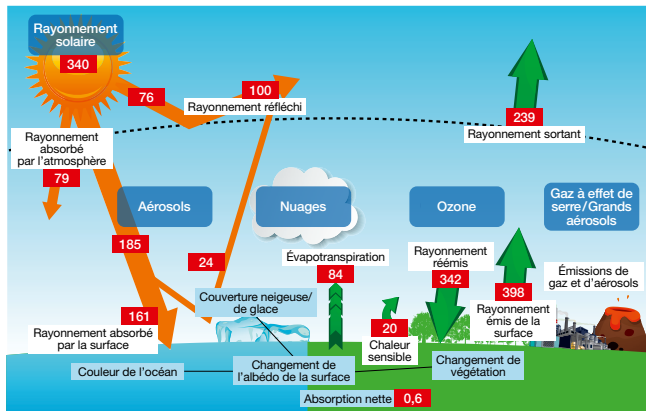 Rayonnement
solaire
340
76
100
Rayonnement réfléchi
239
Rayonnement sortant
Rayonnement
absorbé
par l'atmosphère
79
Aérosols
Nuages
Ozone
Gaz à effet de
serre/Grands
aérosols
185
24
Évapotranspiration
84
Rayonnement
réémis
342
398
Rayonnement
émis de la
surface
Émissions de
gaz et d'aérosols
Couverture neigeuse/
de glace
161
Rayonnement absorbé
par la surface
20
Chaleur
sensible
Couleur de l'océan
Changement de
l'albédo de la surface
Changement de
végétation
Absorption nette 0,6